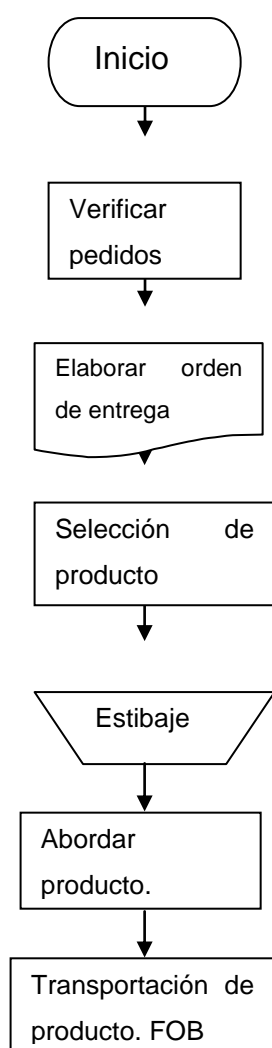 Inicio
Verificar
pedidos
Elaborar orden
de entrega
Selección de
producto
Estibaje
Abordar
producto.
Transportación de
producto. FOB